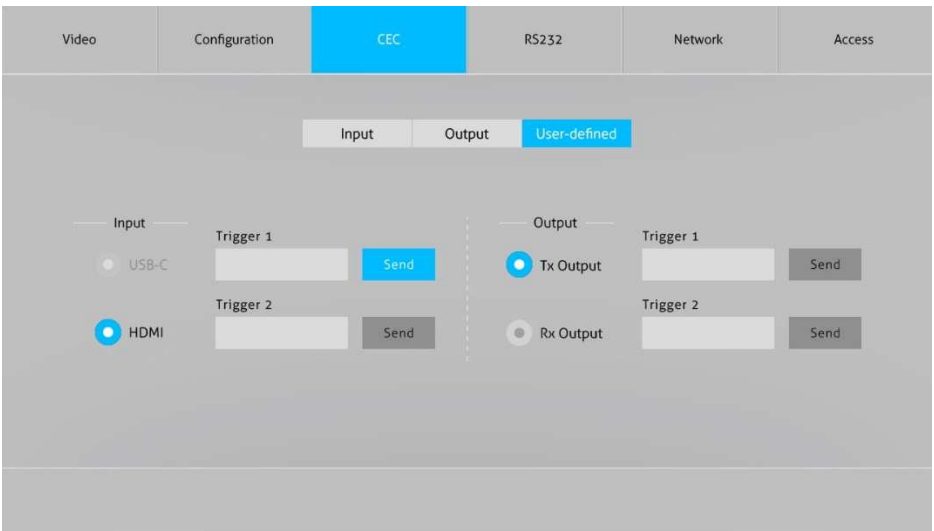 Video Configuration CEC RS232 Network Access
Input Output User-defined
Input
Trigger 1
USB-C Send
Trigger 2
HDMI Send
Output
Trigger 1
Tx Output Send
Trigger 2
Rx Output Send